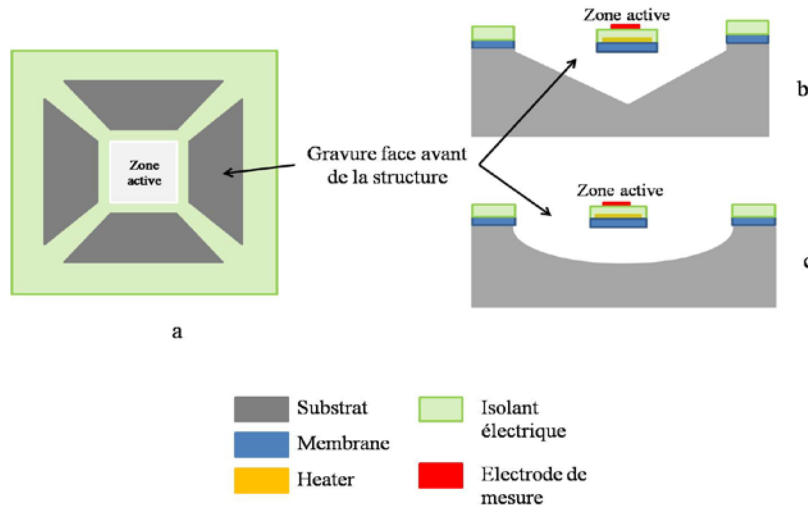 Zone active
b
Zone
active
Gravure face avant
de la structure
Zone active
c
a
Substrat
Membrane
Heater
Isolant
électrique
Electrode de
mesure